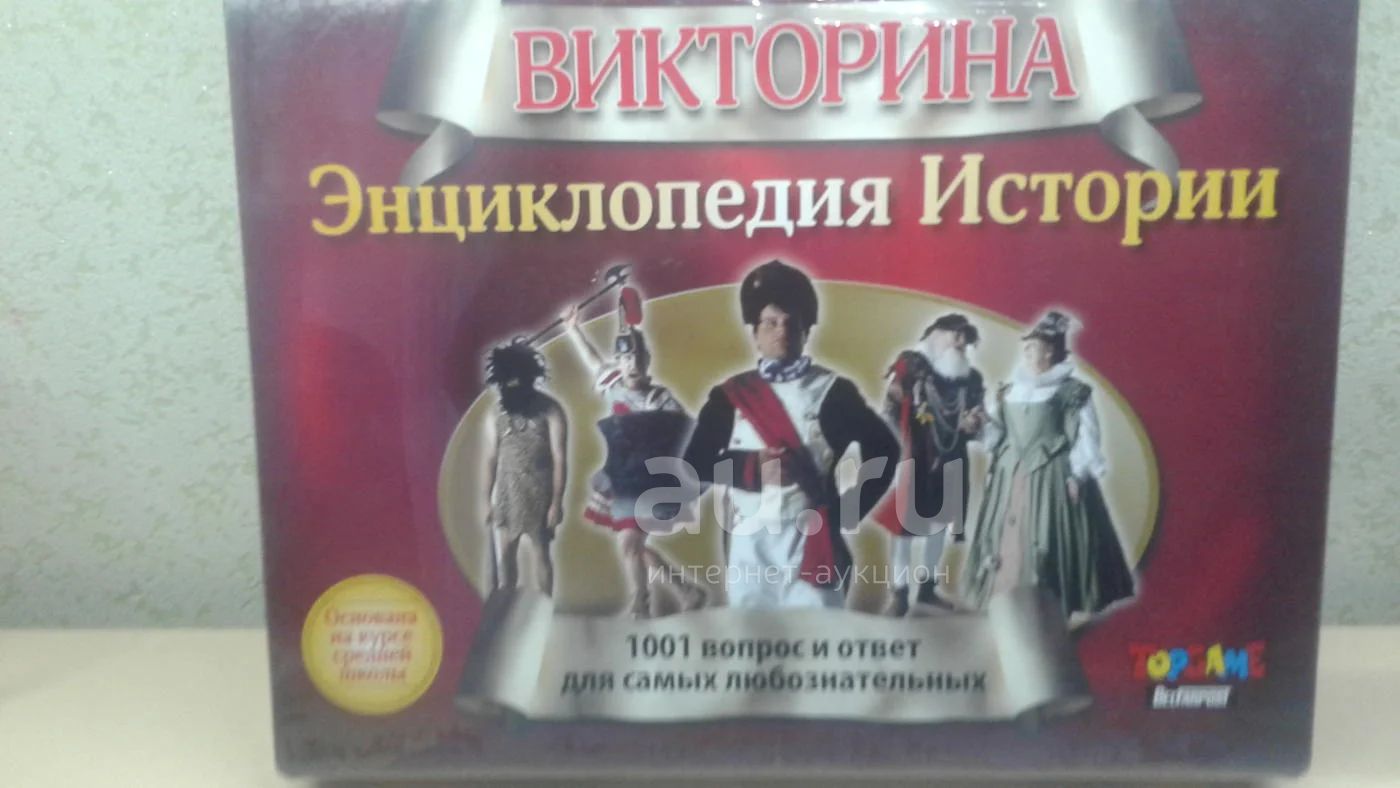 ВИКТОРИНА
Энциклопедия Истории
au.ru
интернет-аукцион
1001 вопрос и ответ
для самых любознательных
Основана
на курсе
средней
школы
TOPGAME